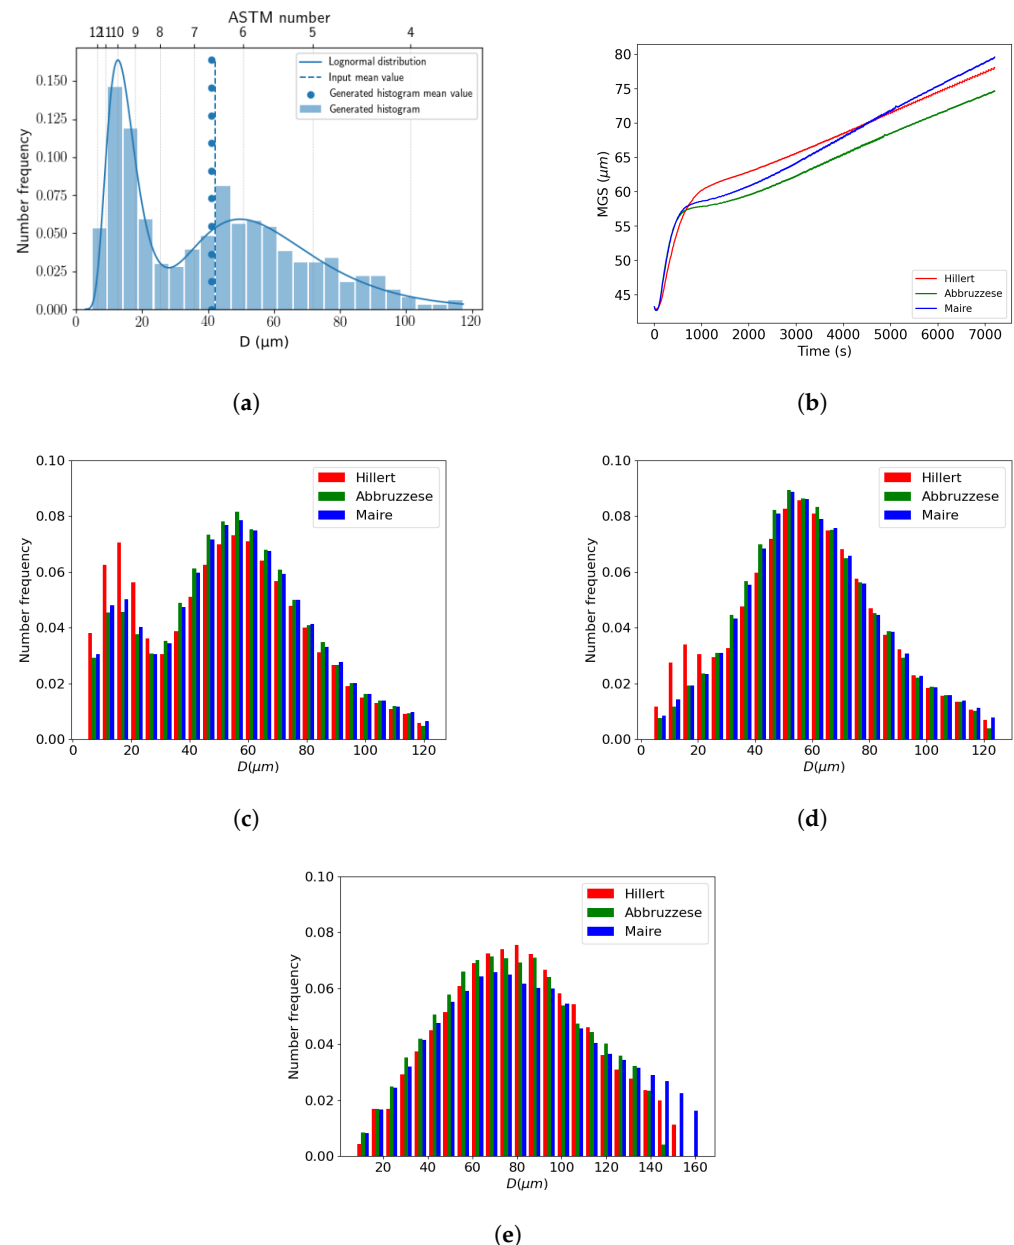 ASTM number
12 11 10 9 8 7 6 5 4
Number frequency
0.150
0.125
0.100
0.075
0.050
0.025
0.000
Lognormal distribution
Input mean value
Generated histogram mean value
Generated histogram
0 20 40 60 80 100 120
D (µm)
(a)
MGS (µm)
80
75
70
65
60
55
50
45
Hillert
Abbruzzese
Maire
0 1000 2000 3000 4000 5000 6000 7000
Time (s)
(b)
Number frequency
0.10
0.08
0.06
0.04
0.02
0.00
Hillert
Abbruzzese
Maire
0 20 40 60 80 100 120
D(µm)
(c)
Number frequency
0.10
0.08
0.06
0.04
0.02
0.00
Hillert
Abbruzzese
Maire
0 20 40 60 80 100 120
D(µm)
(d)
Number frequency
0.10
0.08
0.06
0.04
0.02
0.00
Hillert
Abbruzzese
Maire
20 40 60 80 100 120 140 160
D(µm)
(e)